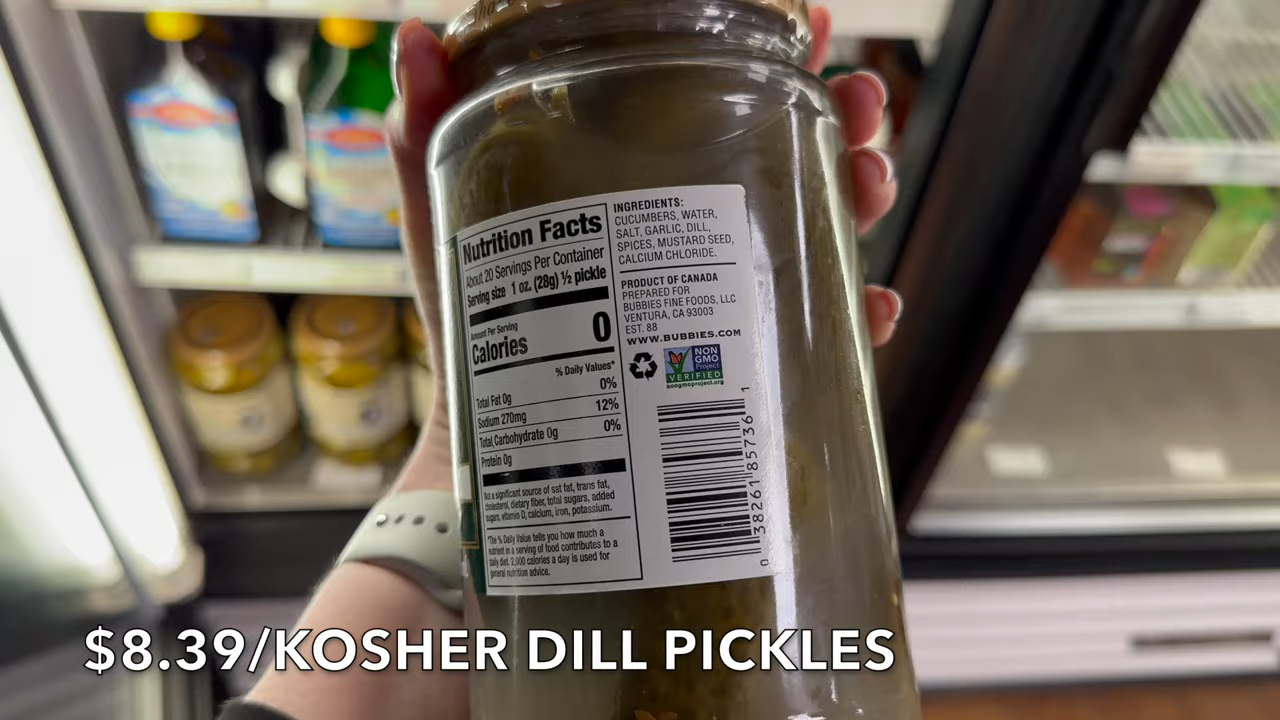 Nutrition Facts
About 20 Servings Per Container
Serving size 1 oz. (28g) ½ pickle
Amount Per Serving
Calories 0
% Daily Values*
Total Fat 0g 0%
Sodium 270mg 12%
Total Carbohydrate 0g 0%
Protein 0g
Not a significant source of sat fat, trans fat,
cholesterol, dietary fiber, total sugars, added
sugars, vitamin D, calcium, iron, potassium.
*The % Daily Value tells you how much a
nutrient in a serving of food contributes to a
daily diet. 2,000 calories a day is used for
general nutrition advice.
INGREDIENTS:
CUCUMBERS, WATER,
SALT, GARLIC, DILL,
SPICES, MUSTARD SEED,
CALCIUM CHLORIDE.
PRODUCT OF CANADA
PREPARED FOR
BUBBIES FINE FOODS, LLC
VENTURA, CA 93003
EST. 88
WWW.BUBBIES.COM
NON
GMO
Project
VERIFIED
nongmoproject.org
0 38261 85736 1
$8.39/KOSHER DILL PICKLES